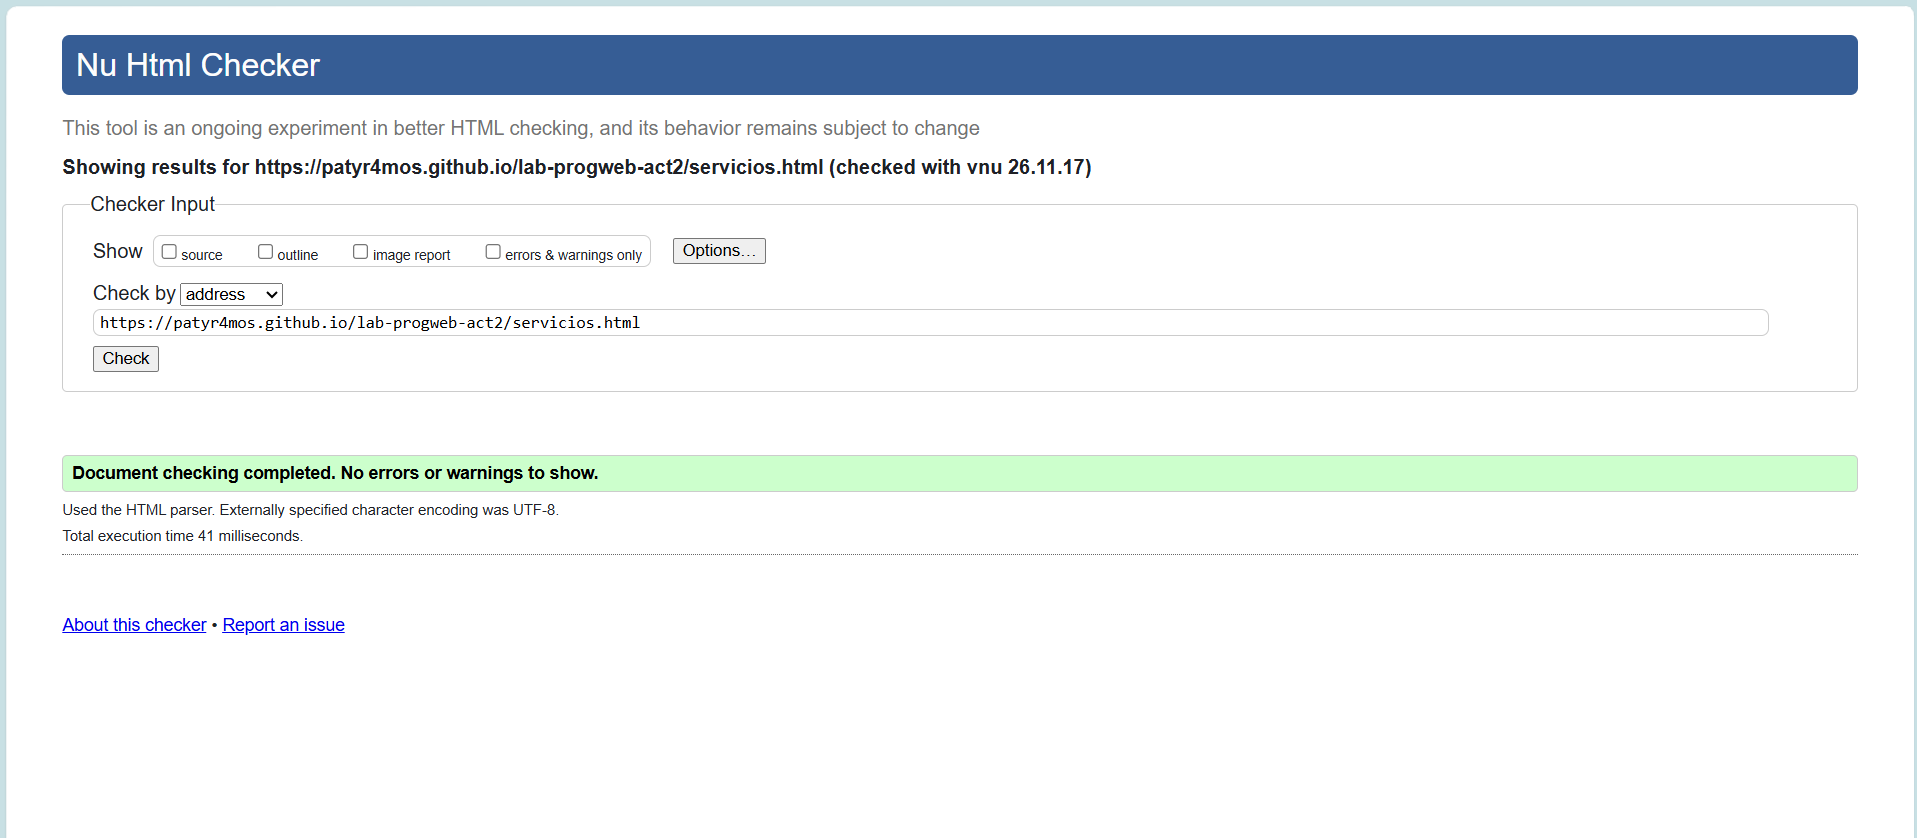 Nu Html Checker
This tool is an ongoing experiment in better HTML checking, and its behavior remains subject to change
Showing results for https://patyr4mos.github.io/lab-progweb-act2/servicios.html (checked with vnu 26.11.17)
Checker Input
Show source outline image report errors & warnings only Options…
Check by address
https://patyr4mos.github.io/lab-progweb-act2/servicios.html
Check
Document checking completed. No errors or warnings to show.
Used the HTML parser. Externally specified character encoding was UTF-8.
Total execution time 41 milliseconds.
About this checker • Report an issue